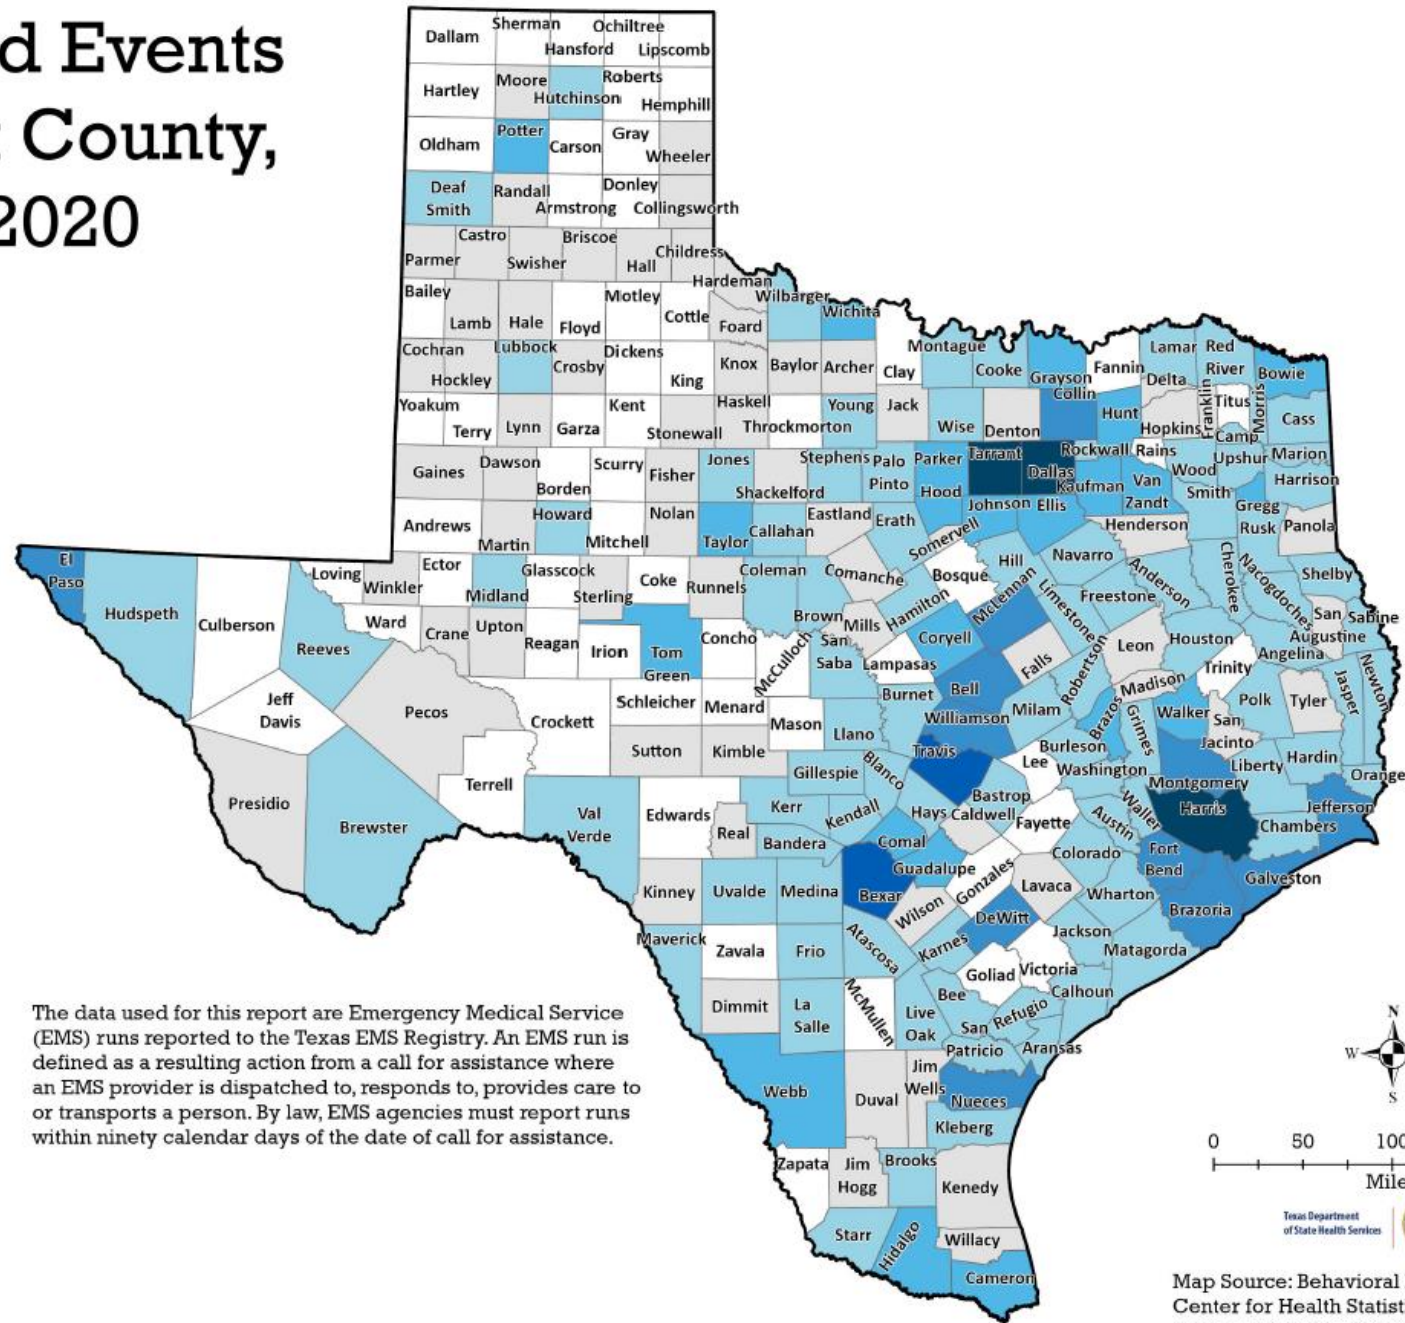 d Events
County,
2020
Dallam
Sherman
Ochiltree
Hansford
Lipscomb
Hartley
Moore
Roberts
Hutchinson
Hemphill
Oldham
Potter
Carson
Gray
Wheeler
Deaf
Smith
Randall
Donley
Armstrong
Collingsworth
Castro
Briscoe
Parmer
Swisher
Hall
Childress
Hardeman
Bailey
Motley
Wilbarger
Wichita
Lamb
Hale
Floyd
Cottle
Foard
Cochran
Lubbock
Dickens
Hockley
Crosby
King
Knox
Baylor
Archer
Clay
Montague
Cooke
Grayson
Fannin
Lamar
Red
River
Bowie
Delta
Collin
Franklin
Titus
Morris
Yoakum
Kent
Haskell
Young
Jack
Hunt
Terry
Lynn
Garza
Stonewall
Throckmorton
Wise
Denton
Hopkins
Camp
Cass
Gaines
Dawson
Scurry
Fisher
Jones
Stephens
Palo
Pinto
Parker
Tarrant
Dallas
Rockwall
Rains
Wood
Upshur
Marion
Borden
Shackelford
Hood
Kaufman
Van
Zandt
Smith
Harrison
Andrews
Howard
Nolan
Eastland
Erath
Johnson
Ellis
Gregg
Martin
Mitchell
Taylor
Callahan
Somervell
Henderson
Rusk
Panola
El
Paso
Loving
Winkler
Ector
Glasscock
Coke
Runnels
Coleman
Comanche
Bosque
Hill
Navarro
Anderson
Cherokee
Nacogdoches
Shelby
Hudspeth
Culberson
Midland
Sterling
Brown
Mills
Hamilton
McLennan
Limestone
Freestone
San
Augustine
Sabine
Reeves
Ward
Crane
Upton
Reagan
Irion
Tom
Green
Concho
McCulloch
San
Saba
Lampasas
Coryell
Falls
Robertson
Leon
Houston
Angelina
Trinity
Jeff
Davis
Pecos
Crockett
Schleicher
Menard
Mason
Llano
Burnet
Bell
Milam
Madison
Polk
Tyler
Jasper
Newton
Williamson
Brazos
Grimes
Walker
San
Jacinto
Sutton
Kimble
Travis
Burleson
Lee
Washington
Liberty
Hardin
Orange
Presidio
Brewster
Terrell
Gillespie
Blanco
Bastrop
Montgomery
Val
Verde
Edwards
Real
Kerr
Kendall
Hays
Caldwell
Fayette
Austin
Waller
Harris
Jefferson
Chambers
Bandera
Comal
Colorado
Fort
Bend
Kinney
Uvalde
Medina
Bexar
Guadalupe
Gonzales
Lavaca
Wharton
Galveston
Wilson
DeWitt
Brazoria
Maverick
Zavala
Frio
Atascosa
Karnes
Jackson
Matagorda
Goliad
Victoria
Dimmit
La
Salle
McMullen
Live
Oak
Bee
Calhoun
Refugio
San
Patricio
Aransas
Webb
Duval
Jim
Wells
Nueces
Kleberg
Zapata
Jim
Hogg
Brooks
Kenedy
Starr
Hidalgo
Willacy
Cameron
The data used for this report are Emergency Medical Service
(EMS) runs reported to the Texas EMS Registry. An EMS run is
defined as a resulting action from a call for assistance where
an EMS provider is dispatched to, responds to, provides care to
or transports a person. By law, EMS agencies must report runs
within ninety calendar days of the date of call for assistance.
N
W
S
0 50 100
Mile
Texas Department
of State Health Services
Map Source: Behavioral
Center for Health Statist